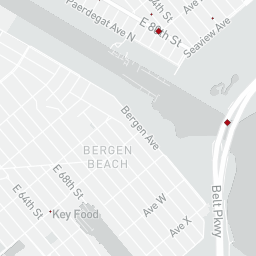 Paerdegat Ave N
E 80th St
Seaview Ave
Bergen Ave
BERGEN
BEACH
E 68th St
E 64th St
Key Food
Ave W
Ave X
Belt Pkwy